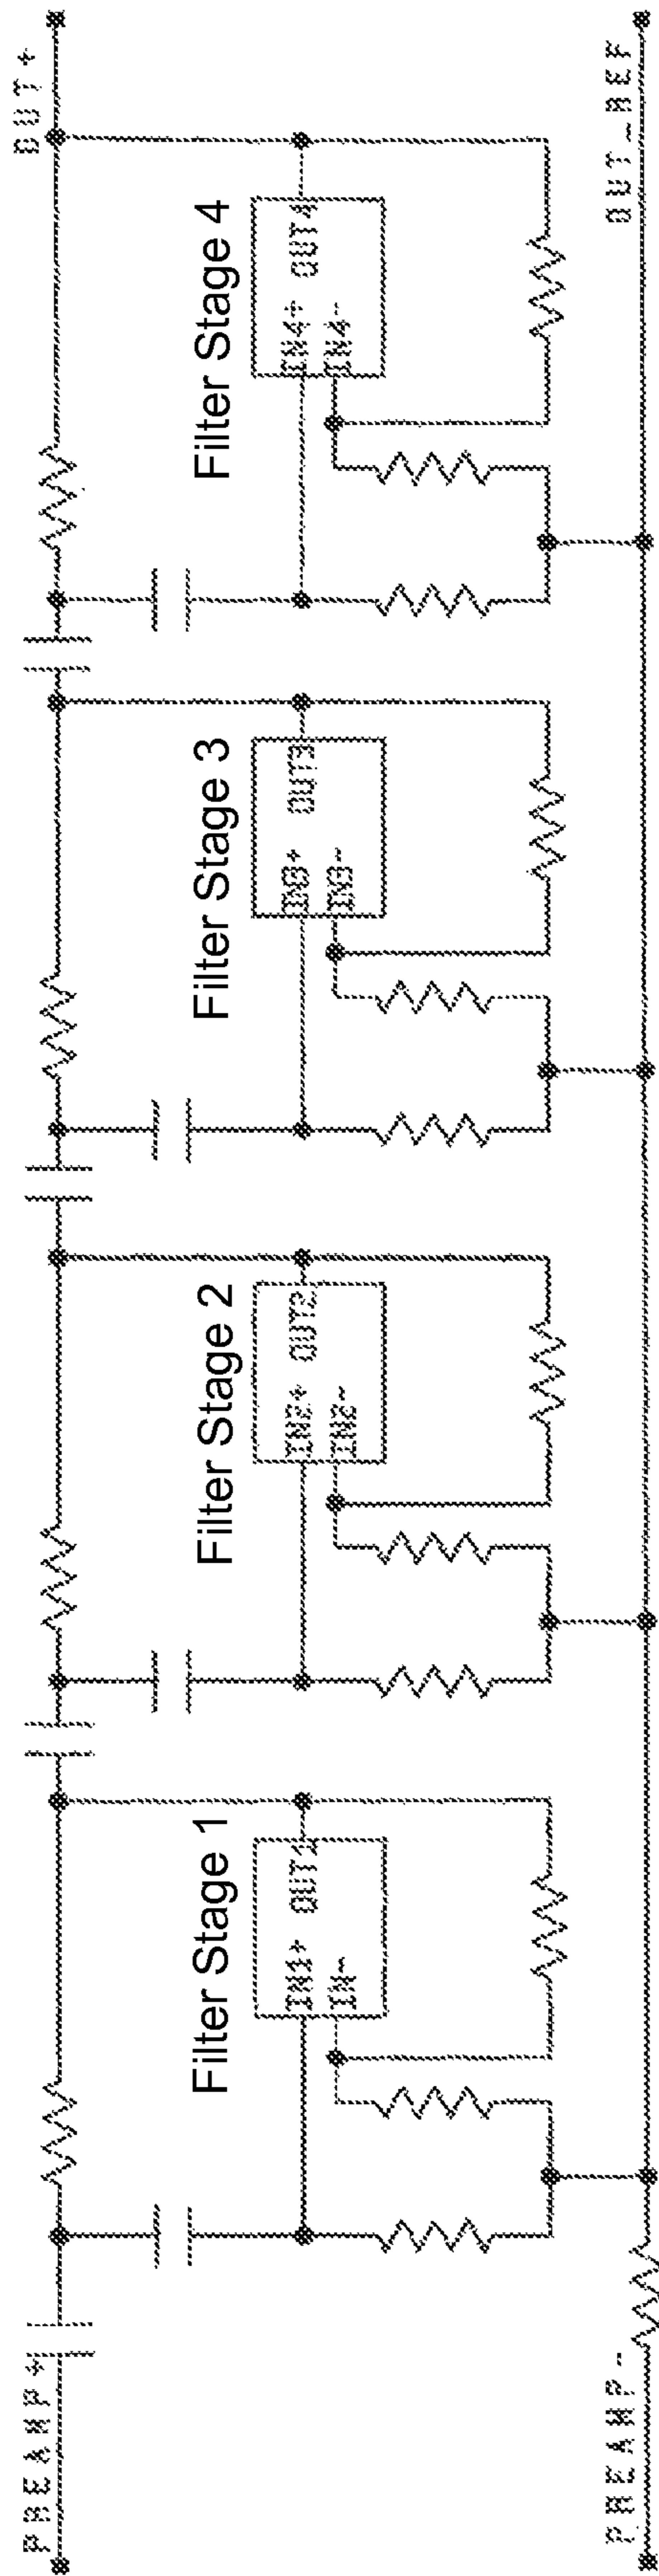 PREAMP+
OUT+
Filter Stage 1
IN1+ OUT1
IN-
Filter Stage 2
IN2+ OUT2
IN2-
Filter Stage 3
IN3+ OUT3
IN3-
Filter Stage 4
IN4+ OUT4
IN4-
PREAMP-
OUT_REF